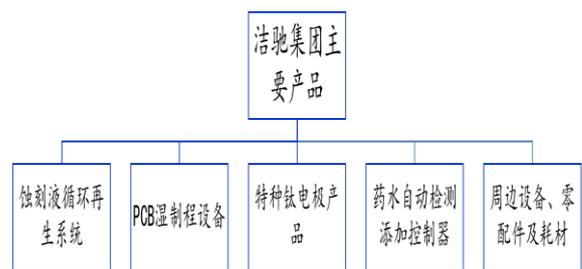 洁驰集团主
要产品
蚀刻液循环再
生系统
PCB湿制程设备
特种钛电极产
品
药水自动检测
添加控制器
周边设备、零
配件及耗材